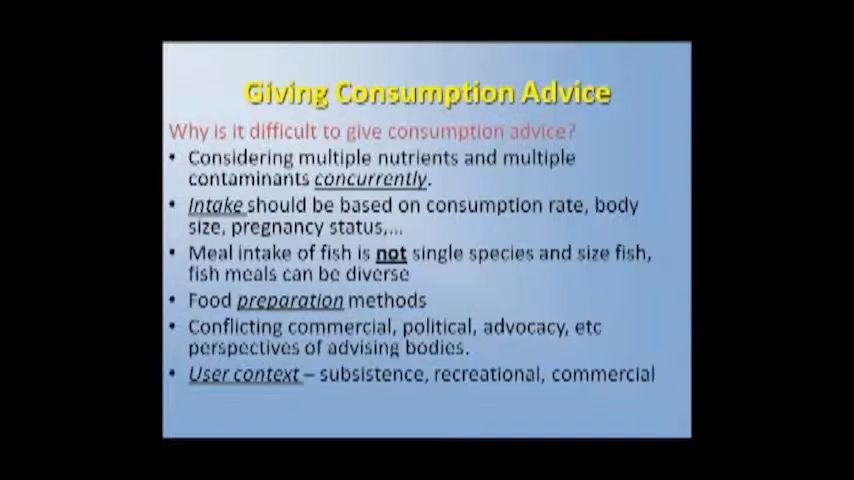 Giving Consumption Advice
Why is it difficult to give consumption advice?
• Considering multiple nutrients and multiple
contaminants concurrently.
• Intake should be based on consumption rate, body
size, pregnancy status,...
• Meal intake of fish is not single species and size fish,
fish meals can be diverse
• Food preparation methods
• Conflicting commercial, political, advocacy, etc
perspectives of advising bodies.
• User context – subsistence, recreational, commercial